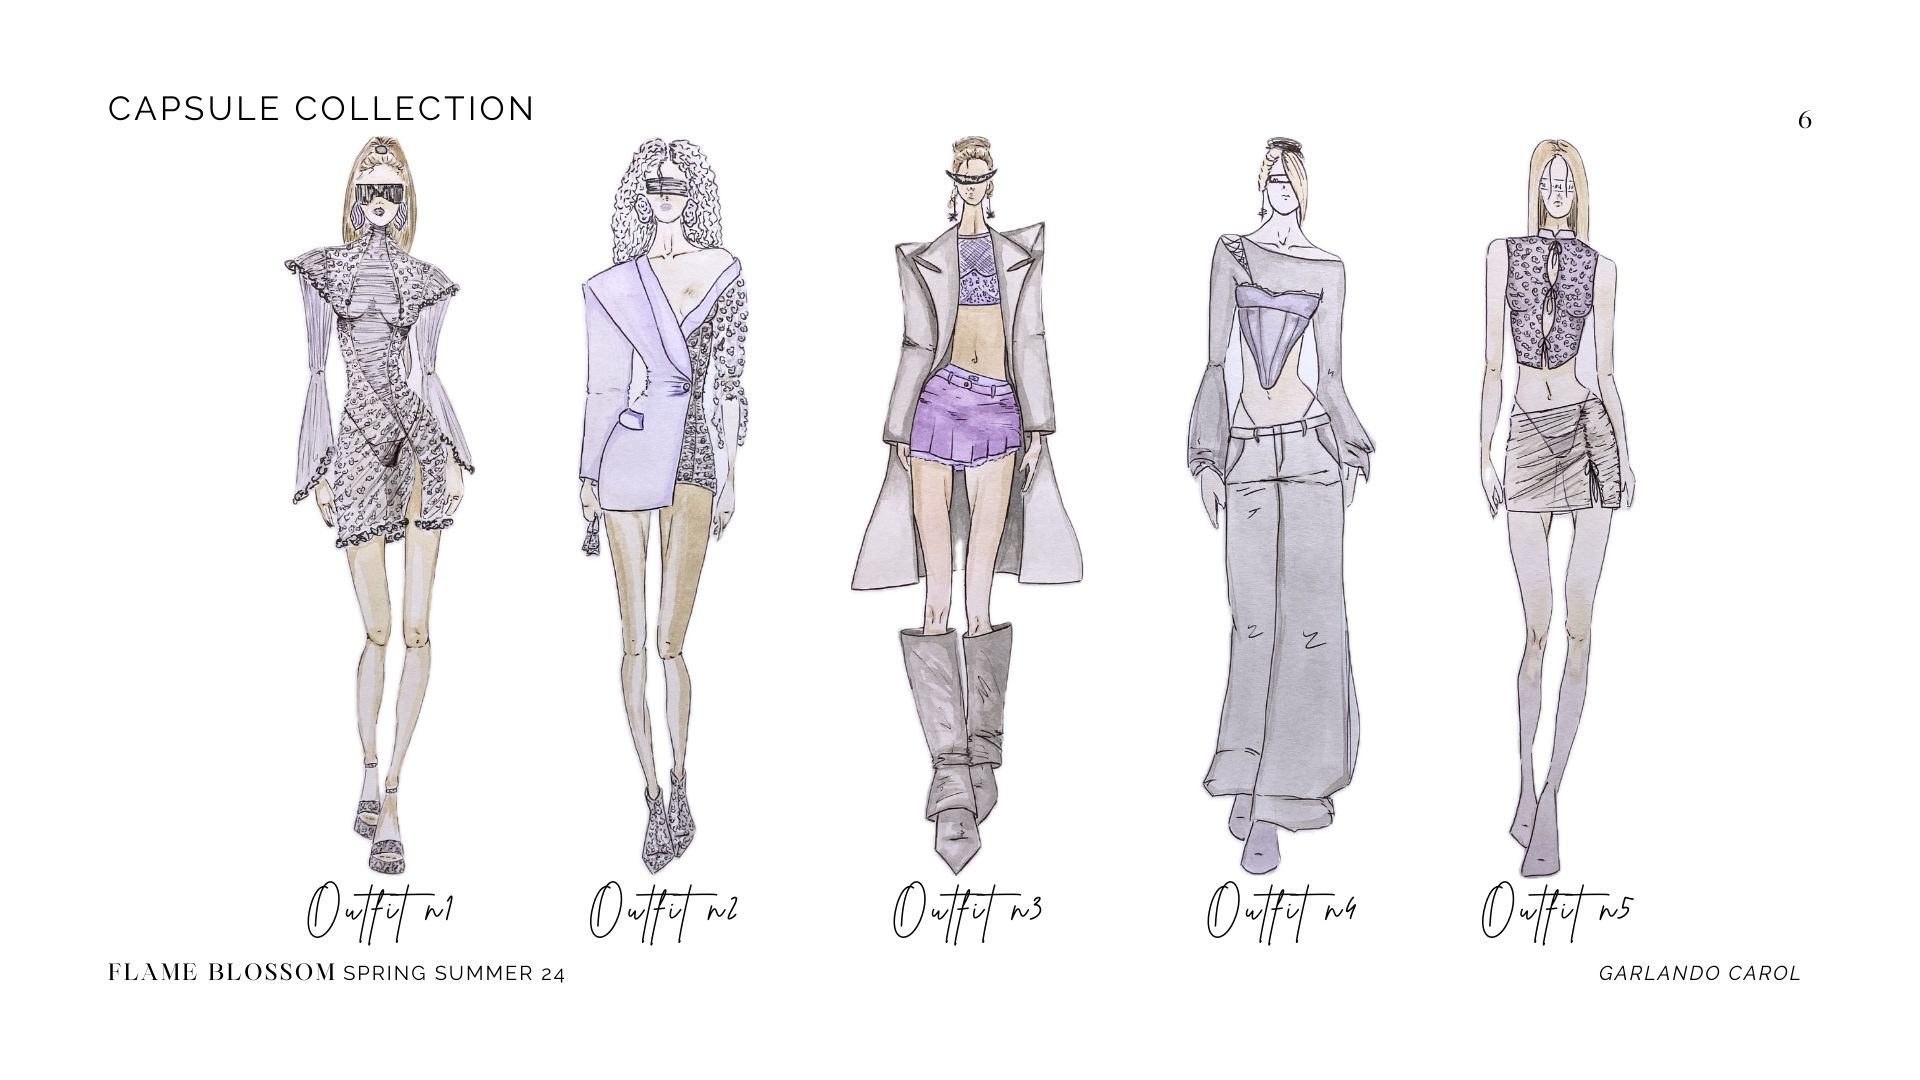 CAPSULE COLLECTION
6
Outfit n1
Outfit n2
Outfit n3
Outfit n4
Outfit n5
FLAME BLOSSOM SPRING SUMMER 24
GARLANDO CAROL